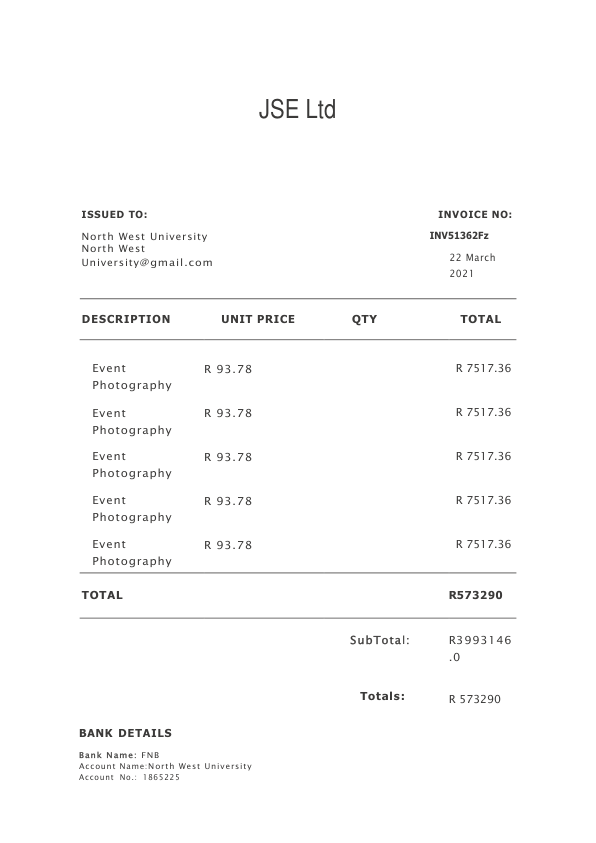 JSE Ltd
ISSUED TO:
INVOICE NO:
North West University
North West
University@gmail.com
INV51362Fz
22 March
2021
DESCRIPTION UNIT PRICE QTY TOTAL
Event
Photography
R 93.78
R 7517.36
Event
Photography
R 93.78
R 7517.36
Event
Photography
R 93.78
R 7517.36
Event
Photography
R 93.78
R 7517.36
Event
Photography
R 93.78
R 7517.36
TOTAL R573290
SubTotal: R3993146
.0
Totals: R 573290
BANK DETAILS
Bank Name: FNB
Account Name:North West University
Account No.: 1865225